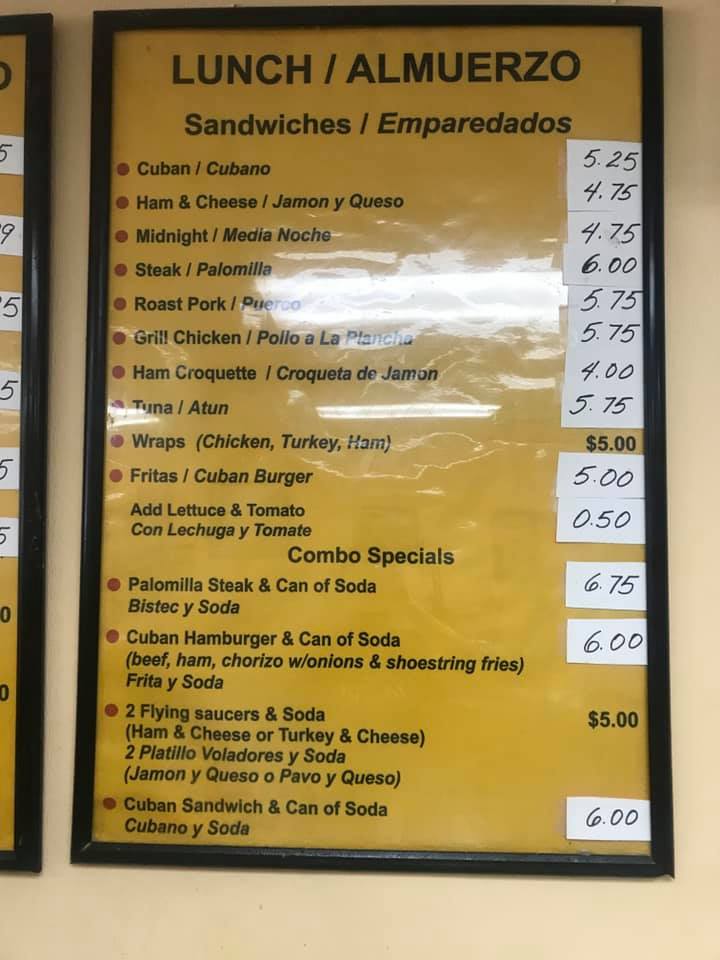 LUNCH / ALMUERZO
Sandwiches / Emparedados
Cuban / Cubano 5.25
Ham & Cheese / Jamon y Queso 4.75
Midnight / Media Noche 4.75
Steak / Palomilla 6.00
Roast Pork / Puerco 5.75
Grill Chicken / Pollo a La Plancha 5.75
Ham Croquette / Croqueta de Jamon 4.00
Tuna / Atun 5.75
Wraps (Chicken, Turkey, Ham) $5.00
Fritas / Cuban Burger 5.00
Add Lettuce & Tomato 0.50
Con Lechuga y Tomate
Combo Specials
Palomilla Steak & Can of Soda 6.75
Bistec y Soda
Cuban Hamburger & Can of Soda 6.00
(beef, ham, chorizo w/onions & shoestring fries)
Frita y Soda
2 Flying saucers & Soda $5.00
(Ham & Cheese or Turkey & Cheese)
2 Platillo Voladores y Soda
(Jamon y Queso o Pavo y Queso)
Cuban Sandwich & Can of Soda 6.00
Cubano y Soda